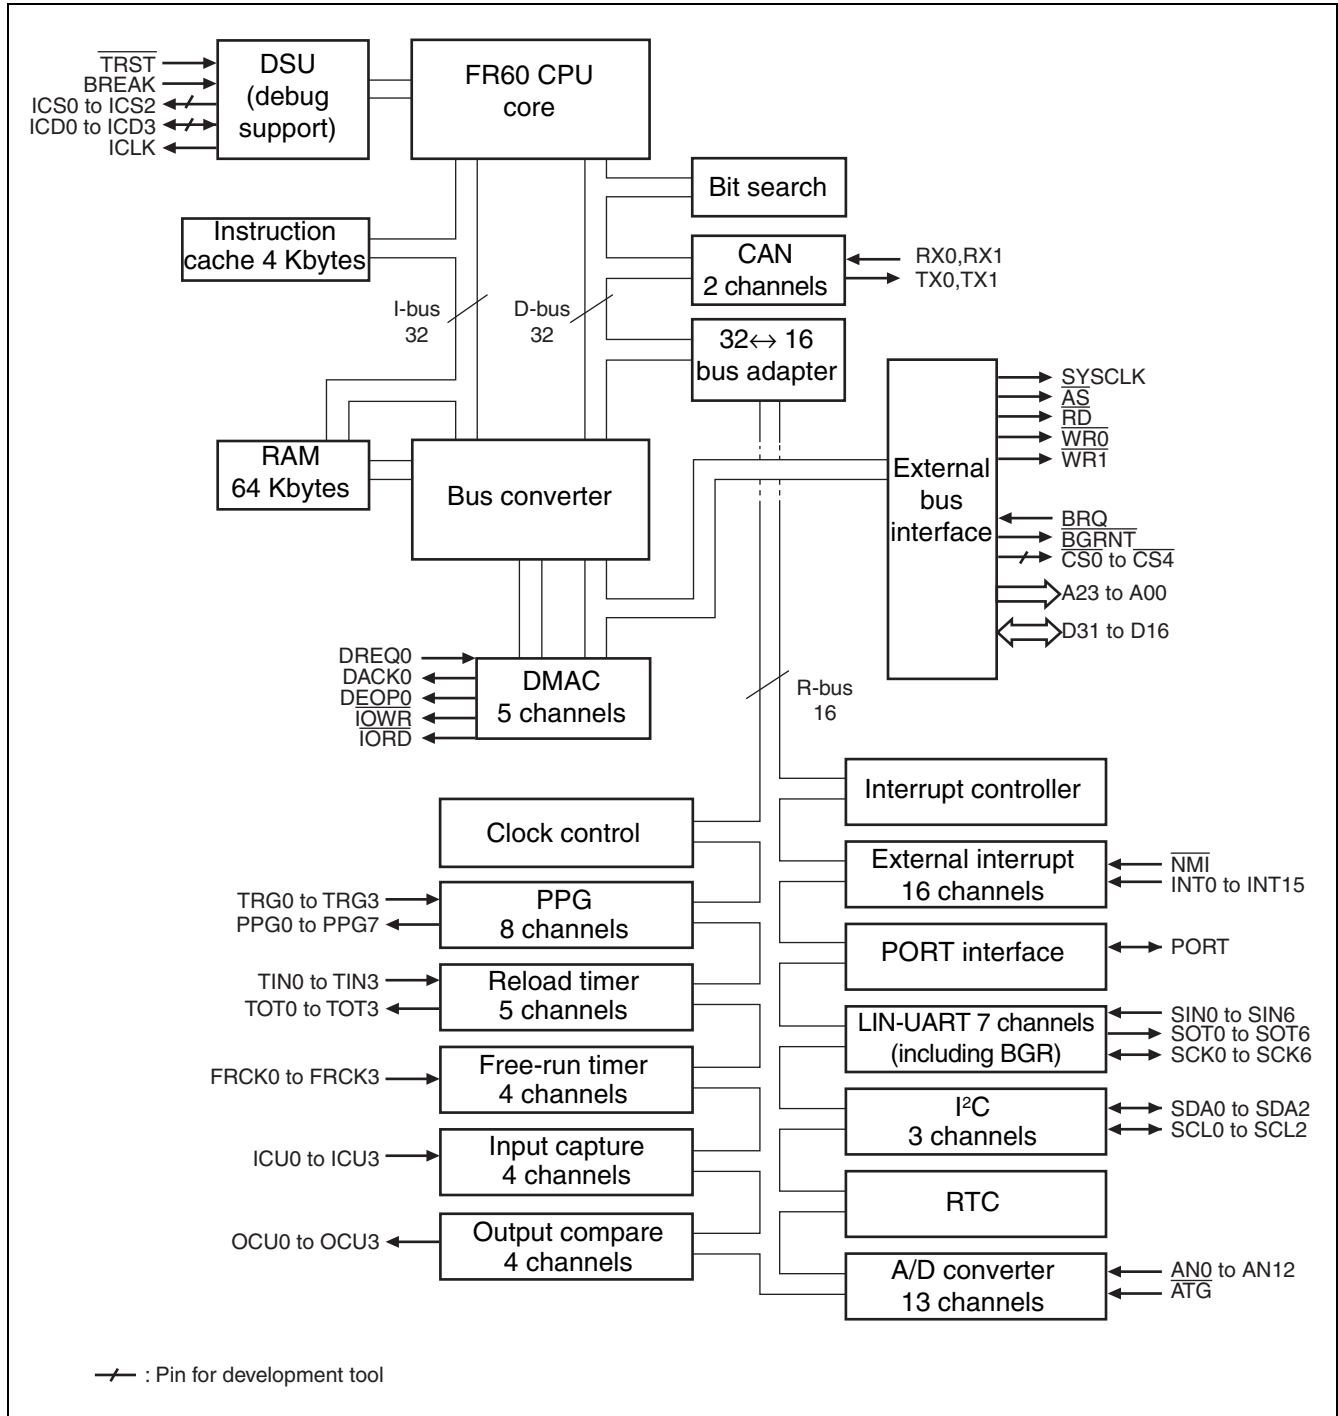 TRST
BREAK
ICS0 to ICS2
ICD0 to ICD3
ICLK
DSU
(debug
support)
FR60 CPU
core
Bit search
Instruction
cache 4 Kbytes
CAN
2 channels
RX0,RX1
TX0,TX1
I-bus
32
D-bus
32
32↔16
bus adapter
RAM
64 Kbytes
Bus converter
External
bus
interface
SYSCLK
AS
RD
WR0
WR1
BRQ
BGRNT
CS0 to CS4
A23 to A00
D31 to D16
DREQ0
DACK0
DEOP0
IOWR
IORD
DMAC
5 channels
R-bus
16
Interrupt controller
Clock control
External interrupt
16 channels
NMI
INT0 to INT15
TRG0 to TRG3
PPG0 to PPG7
PPG
8 channels
PORT interface
PORT
TIN0 to TIN3
TOT0 to TOT3
Reload timer
5 channels
LIN-UART 7 channels
(including BGR)
SIN0 to SIN6
SOT0 to SOT6
SCK0 to SCK6
FRCK0 to FRCK3
Free-run timer
4 channels
I²C
3 channels
SDA0 to SDA2
SCL0 to SCL2
ICU0 to ICU3
Input capture
4 channels
RTC
OCU0 to OCU3
Output compare
4 channels
A/D converter
13 channels
AN0 to AN12
ATG
: Pin for development tool